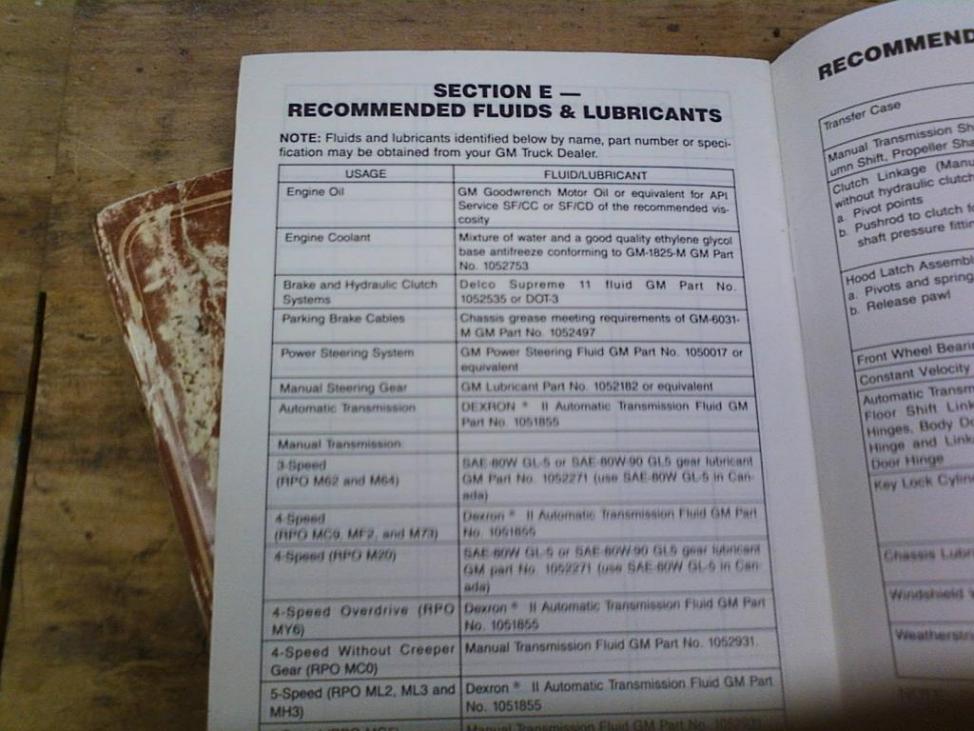 SECTION E —
RECOMMENDED FLUIDS & LUBRICANTS
NOTE: Fluids and lubricants identified below by name, part number or speci-
fication may be obtained from your GM Truck Dealer.
USAGE FLUID/LUBRICANT
Engine Oil GM Goodwrench Motor Oil or equivalent for API
Service SF/CC or SF/CD of the recommended vis-
cosity
Engine Coolant Mixture of water and a good quality ethylene glycol
base antifreeze conforming to GM-1825-M GM Part
No. 1052753
Brake and Hydraulic Clutch Delco Supreme 11 fluid GM Part No.
Systems 1052535 or DOT-3
Parking Brake Cables Chassis grease meeting requirements of GM-6031-
M GM Part No. 1052497
Power Steering System GM Power Steering Fluid GM Part No. 1050017 or
equivalent
Manual Steering Gear GM Lubricant Part No. 1052182 or equivalent
Automatic Transmission DEXRON ® II Automatic Transmission Fluid GM
Part No. 1051855
Manual Transmission
3-Speed SAE-80W GL-5 or SAE-80W-90 GL5 gear lubricant
(RPO M62 and M64) GM Part No. 1052271 (use SAE-80W GL-5 in Can-
ada)
4-Speed Dexron ® II Automatic Transmission Fluid GM Part
(RPO MC9, MF2, and M73) No. 1051855
4-Speed (RPO M20) SAE-80W GL-5 or SAE-80W-90 GL5 gear lubricant
GM part No. 1052271 (use SAE-80W GL-5 in Can-
ada)
4-Speed Overdrive (RPO Dexron ® II Automatic Transmission Fluid GM Part
MY6) No. 1051855
4-Speed Without Creeper Manual Transmission Fluid GM Part No. 1052931.
Gear (RPO MC0)
5-Speed (RPO ML2, ML3 and Dexron ® II Automatic Transmission Fluid GM Part
MH3) No. 1051855
RECOMMEND
Transfer Case
Manual Transmission Sh
umn Shift, Propeller Sha
Clutch Linkage (Manu
without hydraulic clutch
a. Pivot points
b. Pushrod to clutch fo
shaft pressure fittin
Hood Latch Assembl
a. Pivots and spring
b. Release pawl
Front Wheel Beari
Constant Velocity
Automatic Transm
Floor Shift Link
Hinges, Body Do
Hinge and Link
Door Hinge
Key Lock Cyline
Chassis Lubri
Windshield
Weatherstri